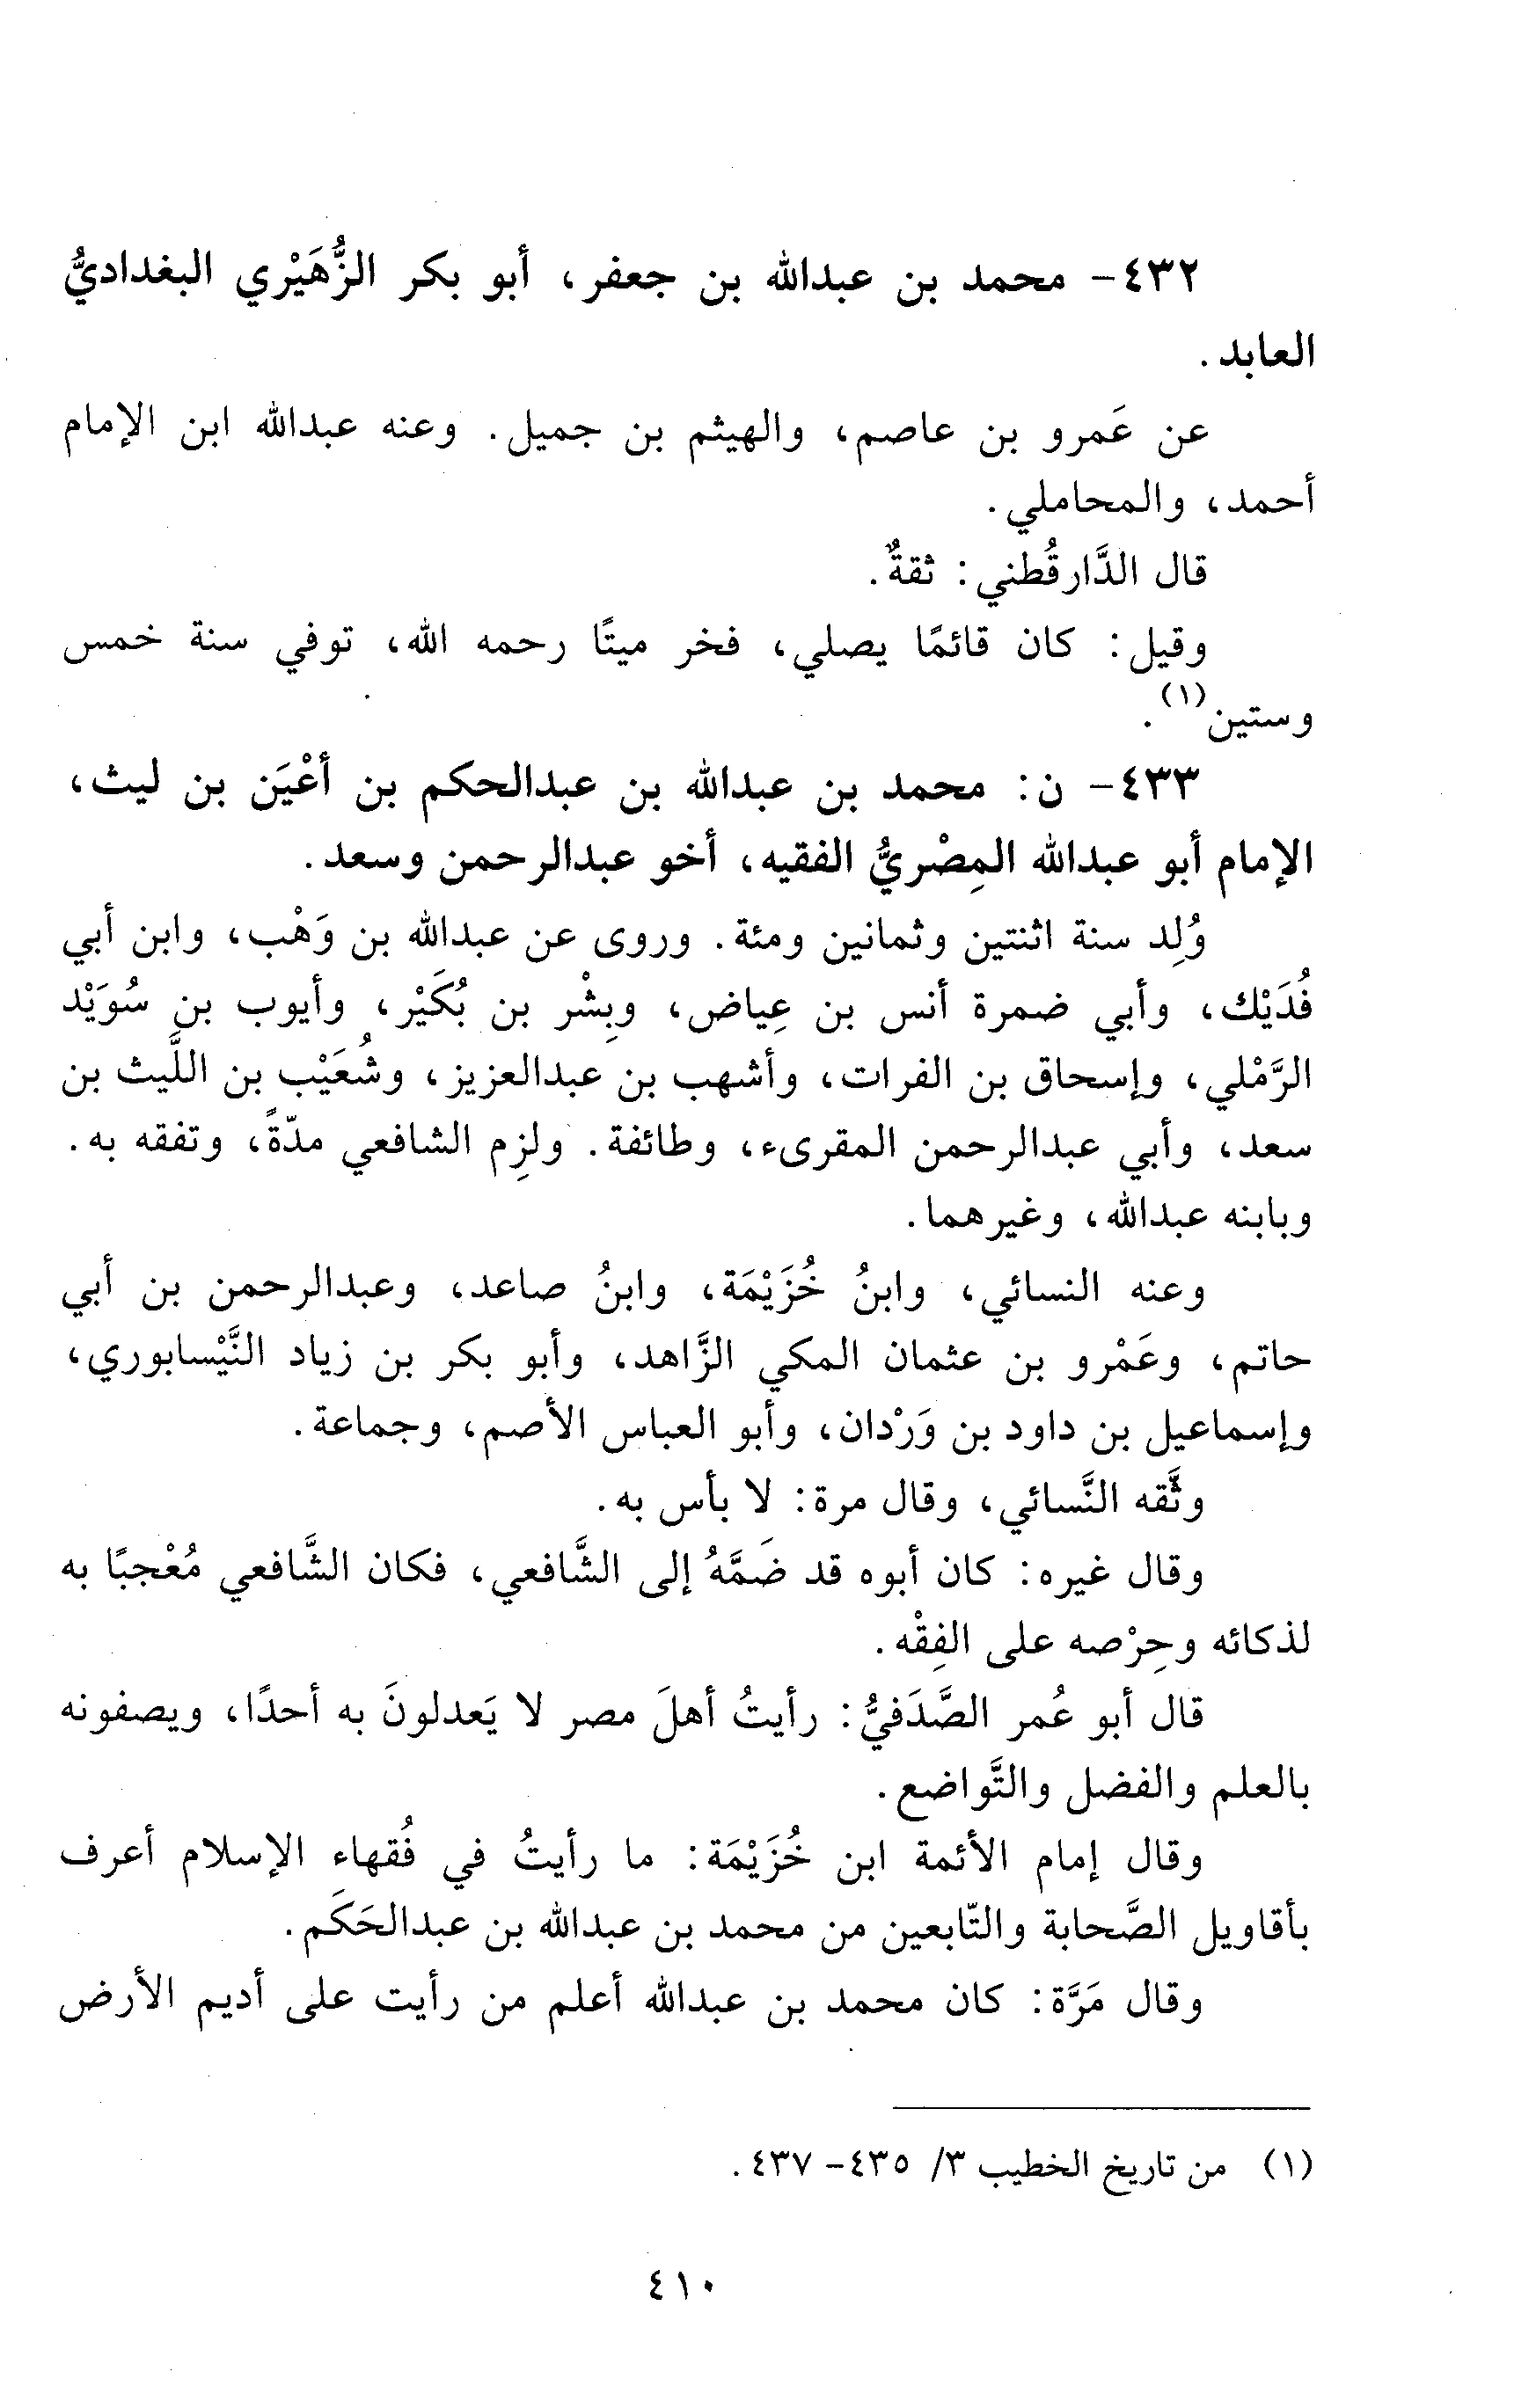 ٤٣٢- محمد بن عبدالله بن جعفر، أبو بكر الزُّهَيْري البغداديُّ
العابد.
عن عَمرو بن عاصم، والهيثم بن جميل. وعنه عبدالله ابن الإمام
أحمد، والمحاملي.
قال الدَّارقُطني: ثقةٌ.
وقيل: كان قائمًا يصلي، فخر ميتًا رحمه الله، توفي سنة خمس
وستين(١).
٤٣٣- ن: محمد بن عبدالله بن عبدالحكم بن أعْيَن بن ليث،
الإمام أبو عبدالله المِصْريُّ الفقيه، أخو عبدالرحمن وسعد.
وُلِد سنة اثنتين وثمانين ومئة. وروى عن عبدالله بن وَهْب، وابن أبي
فُدَيْك، وأبي ضمرة أنس بن عِياض، وبِشْر بن بُكَيْر، وأيوب بن سُوَيْد
الرَّمْلي، وإسحاق بن الفرات، وأشهب بن عبدالعزيز، وشُعَيْب بن اللَّيث بن
سعد، وأبي عبدالرحمن المقرىء، وطائفة. ولزِم الشافعي مدّةً، وتفقه به.
وبابنه عبدالله، وغيرهما.
وعنه النسائي، وابنُ خُزَيْمَة، وابنُ صاعد، وعبدالرحمن بن أبي
حاتم، وعَمْرو بن عثمان المكي الزَّاهد، وأبو بكر بن زياد النَّيْسابوري،
وإسماعيل بن داود بن وَرْدان، وأبو العباس الأصم، وجماعة.
وثَّقه النَّسائي، وقال مرة: لا بأس به.
وقال غيره: كان أبوه قد ضَمَّهُ إلى الشَّافعي، فكان الشَّافعي مُعْجبًا به
لذكائه وحِرْصه على الفِقْه.
قال أبو عُمر الصَّدَفيُّ: رأيتُ أهلَ مصر لا يَعدلونَ به أحدًا، ويصفونه
بالعلم والفضل والتَّواضع.
وقال إمام الأئمة ابن خُزَيْمَة: ما رأيتُ في فُقهاء الإسلام أعرف
بأقاويل الصَّحابة والتّابعين من محمد بن عبدالله بن عبدالحَكَم.
وقال مَرَّة: كان محمد بن عبدالله أعلم من رأيت على أديم الأرض
(١) من تاريخ الخطيب ٣/ ٤٣٥- ٤٣٧.
٤١٠